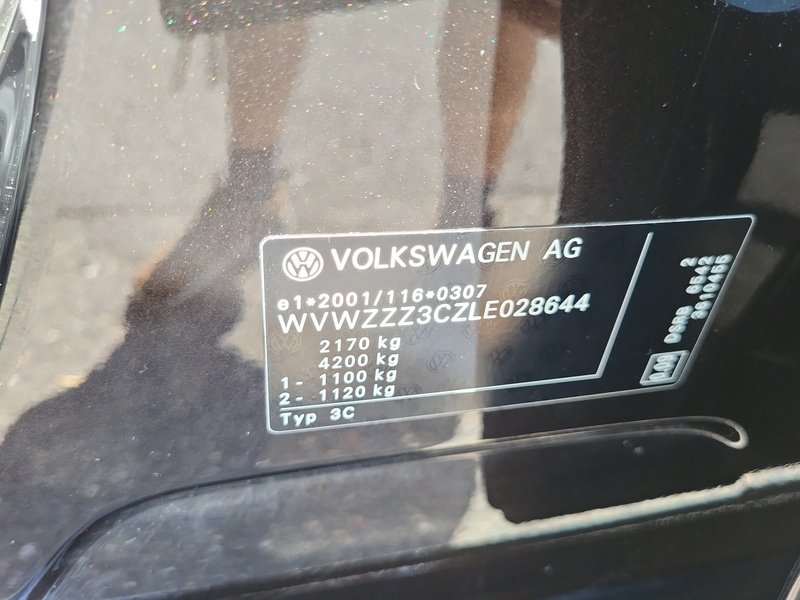 VOLKSWAGEN AG
e1*2001/116*0307
WVWZZZ3CZLE028644
2170 kg
4200 kg
1- 1100 kg
2- 1120 kg
Typ 3C